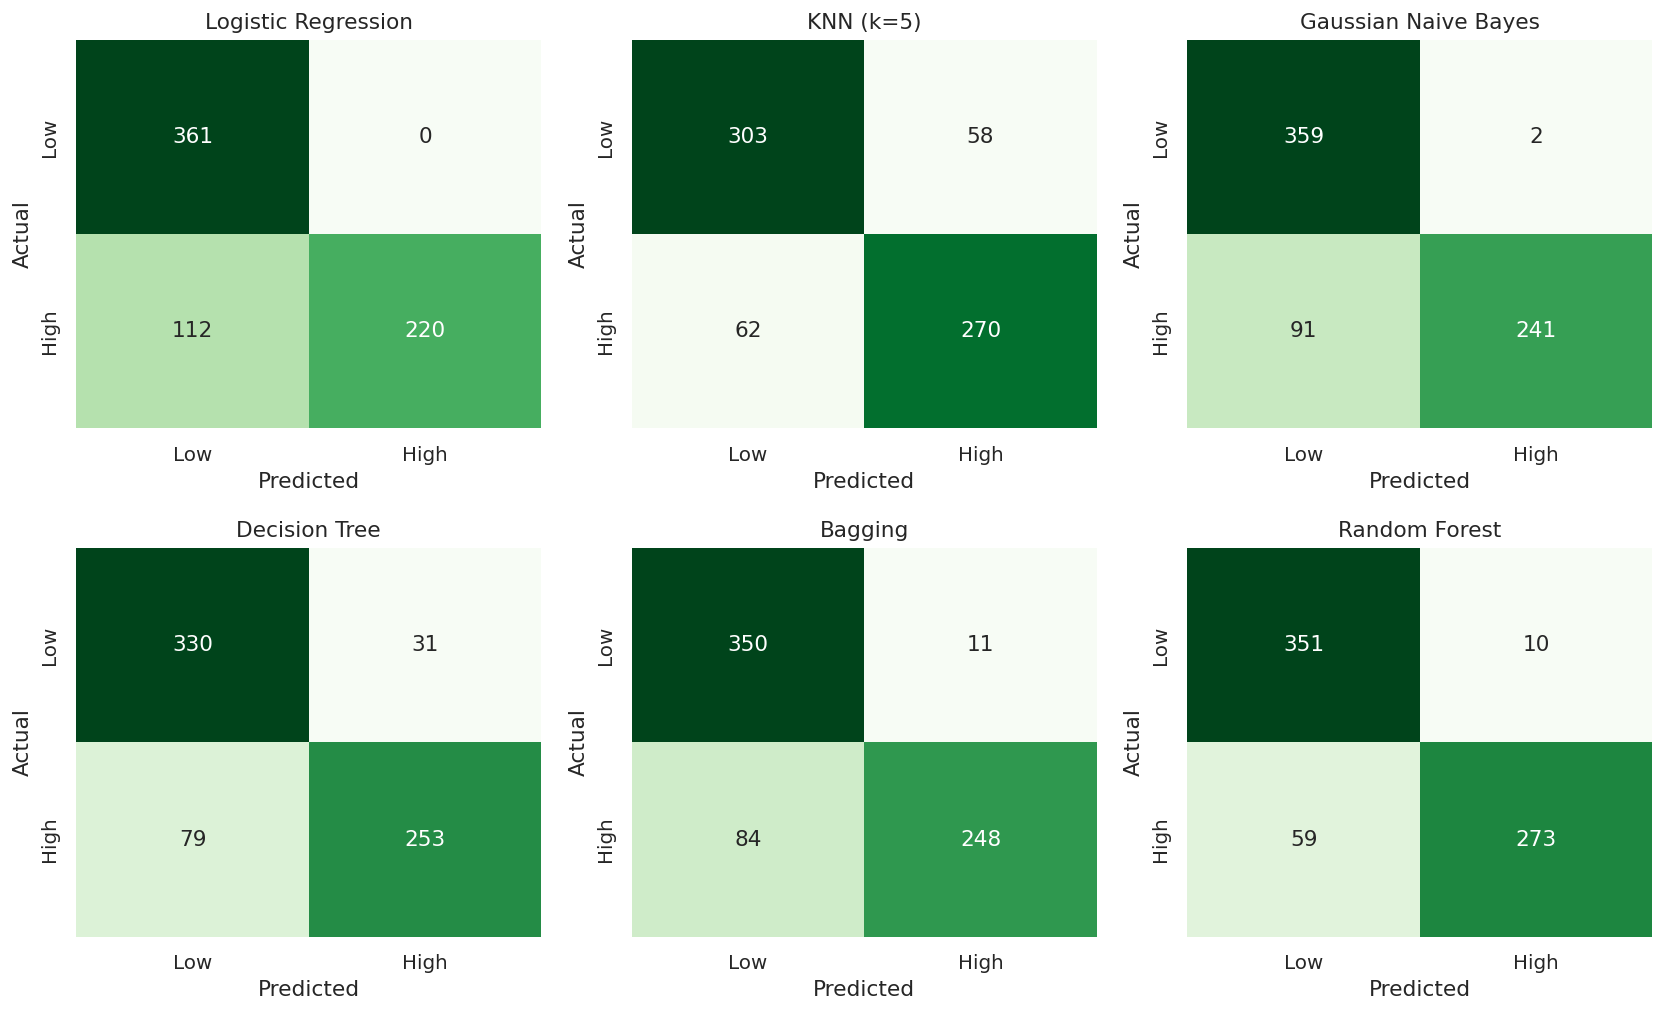 Logistic Regression
KNN (k=5)
Gaussian Naive Bayes
Actual
Low
361
0
High
112
220
Low
High
Predicted
Actual
Low
303
58
High
62
270
Low
High
Predicted
Actual
Low
359
2
High
91
241
Low
High
Predicted
Decision Tree
Bagging
Random Forest
Actual
Low
330
31
High
79
253
Low
High
Predicted
Actual
Low
350
11
High
84
248
Low
High
Predicted
Actual
Low
351
10
High
59
273
Low
High
Predicted